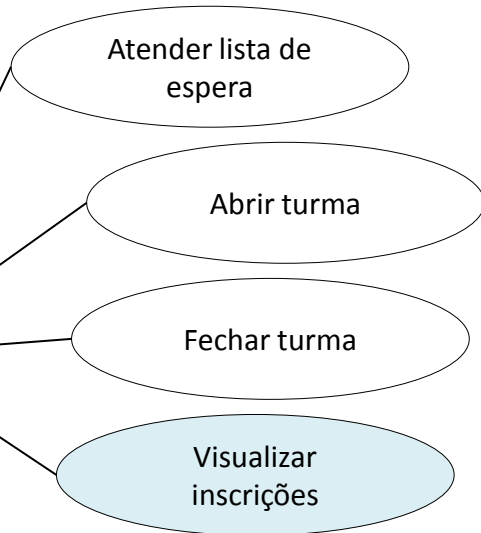 Atender lista de
espera
Abrir turma
Fechar turma
Visualizar
inscrições